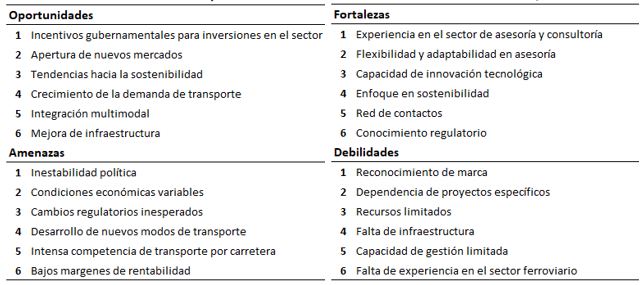 Oportunidades
1 Incentivos gubernamentales para inversiones en el sector
2 Apertura de nuevos mercados
3 Tendencias hacia la sostenibilidad
4 Crecimiento de la demanda de transporte
5 Integración multimodal
6 Mejora de infraestructura
Amenazas
1 Inestabilidad política
2 Condiciones económicas variables
3 Cambios regulatorios inesperados
4 Desarrollo de nuevos modos de transporte
5 Intensa competencia de transporte por carretera
6 Bajos margenes de rentabilidad
Fortalezas
1 Experiencia en el sector de asesoría y consultoría
2 Flexibilidad y adaptabilidad en asesoría
3 Capacidad de innovación tecnológica
4 Enfoque en sostenibilidad
5 Red de contactos
6 Conocimiento regulatorio
Debilidades
1 Reconocimiento de marca
2 Dependencia de proyectos específicos
3 Recursos limitados
4 Falta de infraestructura
5 Capacidad de gestión limitada
6 Falta de experiencia en el sector ferroviario